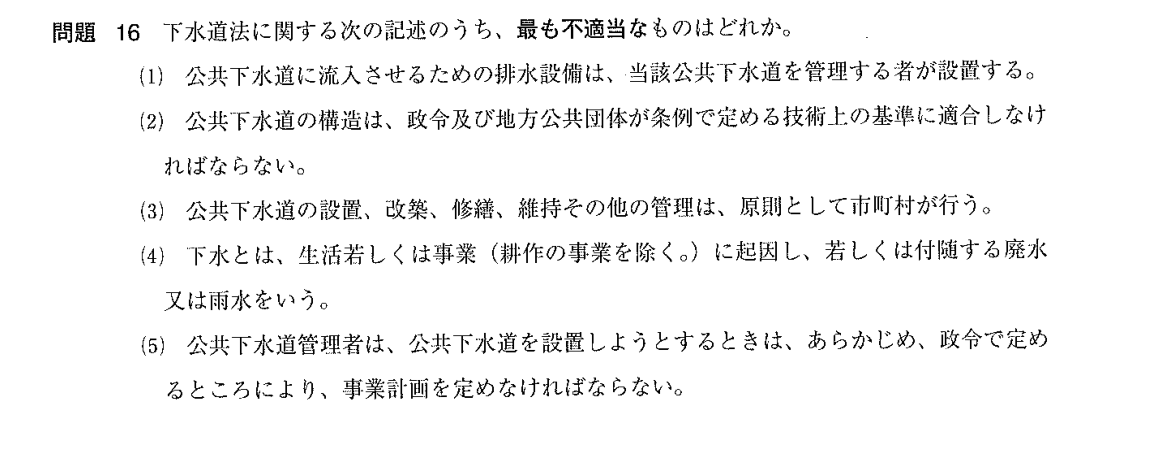 問題 16 下水道法に関する次の記述のうち、最も不適当なものはどれか。
(1) 公共下水道に流入させるための排水設備は、当該公共下水道を管理する者が設置する。
(2) 公共下水道の構造は、政令及び地方公共団体が条例で定める技術上の基準に適合しなけ
ればならない。
(3) 公共下水道の設置、改築、修繕、維持その他の管理は、原則として市町村が行う。
(4) 下水とは、生活若しくは事業（耕作の事業を除く。）に起因し、若しくは付随する廃水
又は雨水をいう。
(5) 公共下水道管理者は、公共下水道を設置しようとするときは、あらかじめ、政令で定め
るところにより、事業計画を定めなければならない。